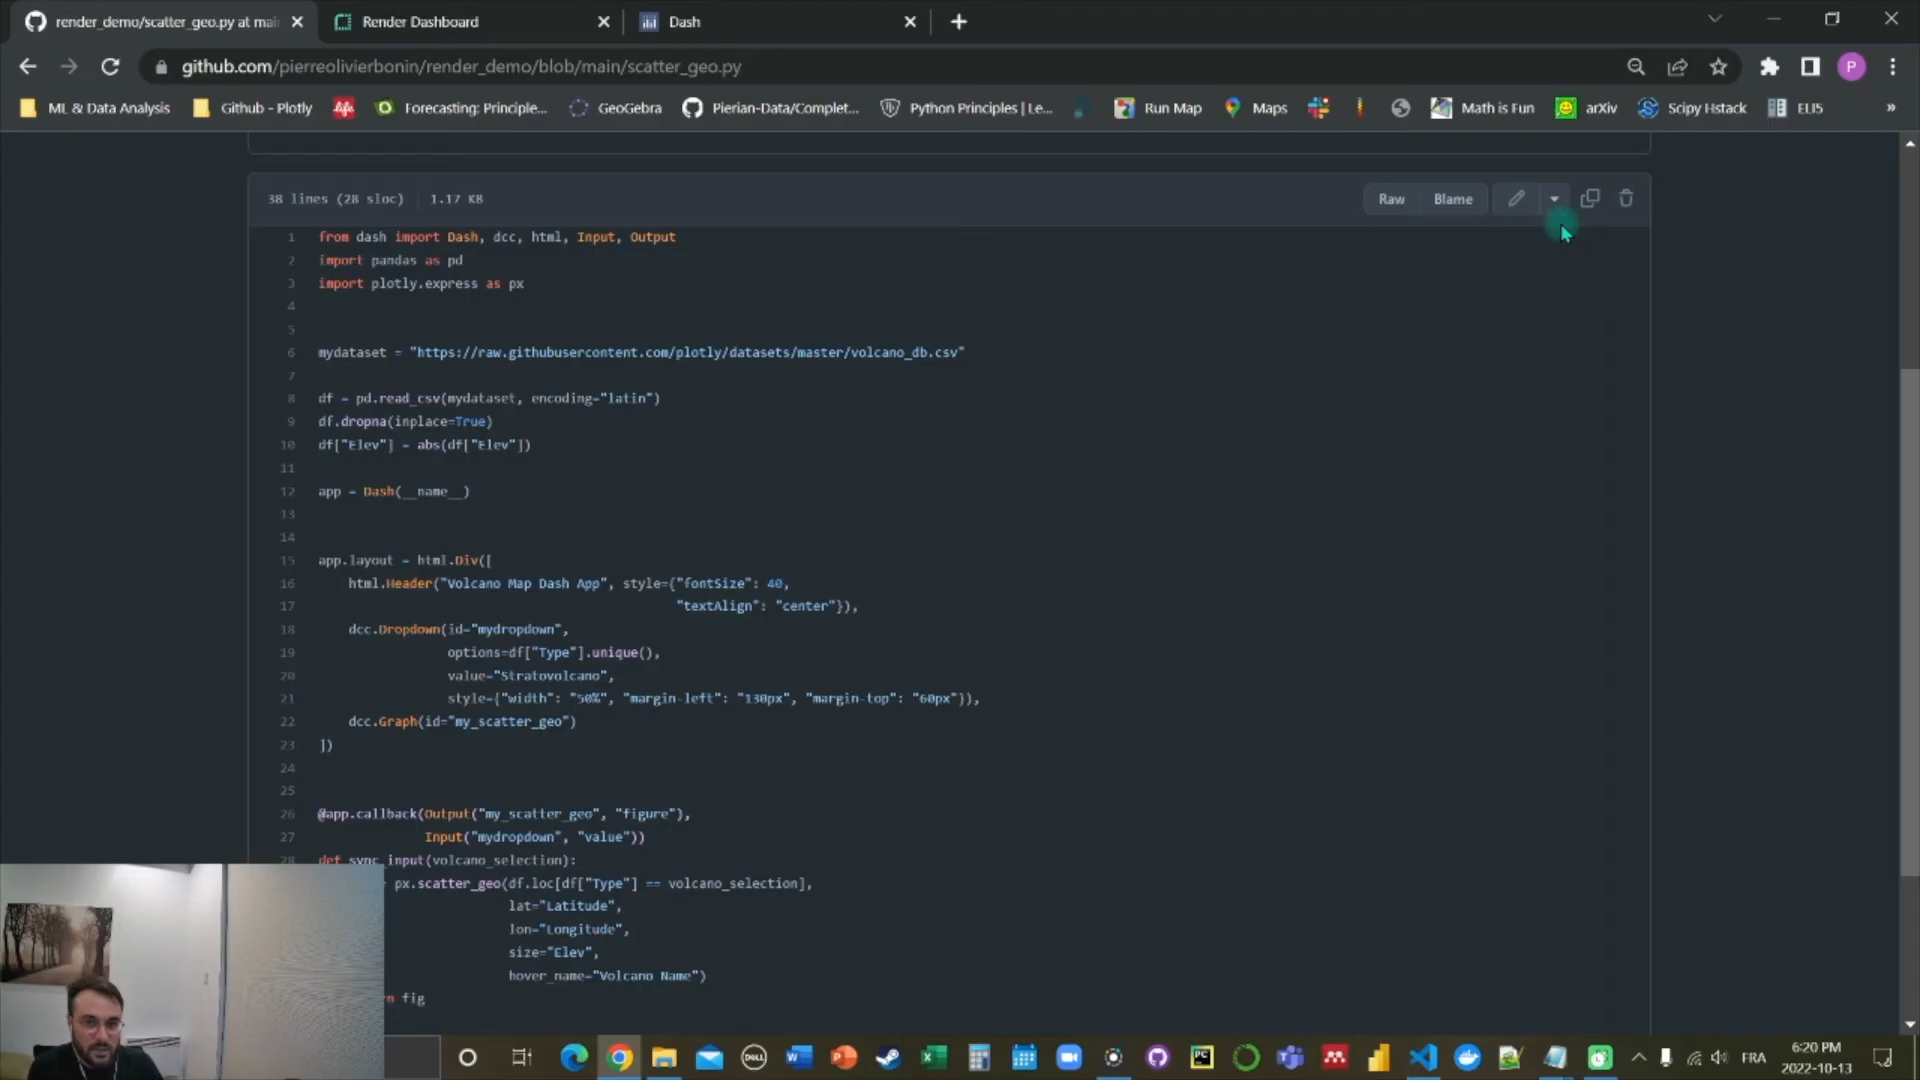 render_demo/scatter_geo.py at mai
Render Dashboard
Dash
github.com/pierreolivierbonin/render_demo/blob/main/scatter_geo.py
P
ML & Data Analysis
Github - Plotly
life
Forecasting: Principle...
GeoGebra
Pierian-Data/Complet...
Python Principles | Le...
Run Map
Maps
Math is Fun
arXiv
Scipy Hstack
ELI5
»
38 lines (28 sloc)
1.17 KB
Raw
Blame
1 from dash import Dash, dcc, html, Input, Output
2 import pandas as pd
3 import plotly.express as px
4
5
6 mydataset = "https://raw.githubusercontent.com/plotly/datasets/master/volcano_db.csv"
7
8 df = pd.read_csv(mydataset, encoding="latin")
9 df.dropna(inplace=True)
10 df["Elev"] = abs(df["Elev"])
11
12 app = Dash(__name__)
13
14
15 app.layout = html.Div([
16 html.Header("Volcano Map Dash App", style={"fontSize": 40,
17 "textAlign": "center"}),
18 dcc.Dropdown(id="mydropdown",
19 options=df["Type"].unique(),
20 value="Stratovolcano",
21 style={"width": "50%", "margin-left": "130px", "margin-top": "60px"}),
22 dcc.Graph(id="my_scatter_geo")
23 ])
24
25
26 @app.callback(Output("my_scatter_geo", "figure"),
27 Input("mydropdown", "value"))
28 def sync_input(volcano_selection):
px.scatter_geo(df.loc[df["Type"] == volcano_selection],
lat="Latitude",
lon="Longitude",
size="Elev",
hover_name="Volcano Name")
n fig
DELL
FRA
6:20 PM
2022-10-13